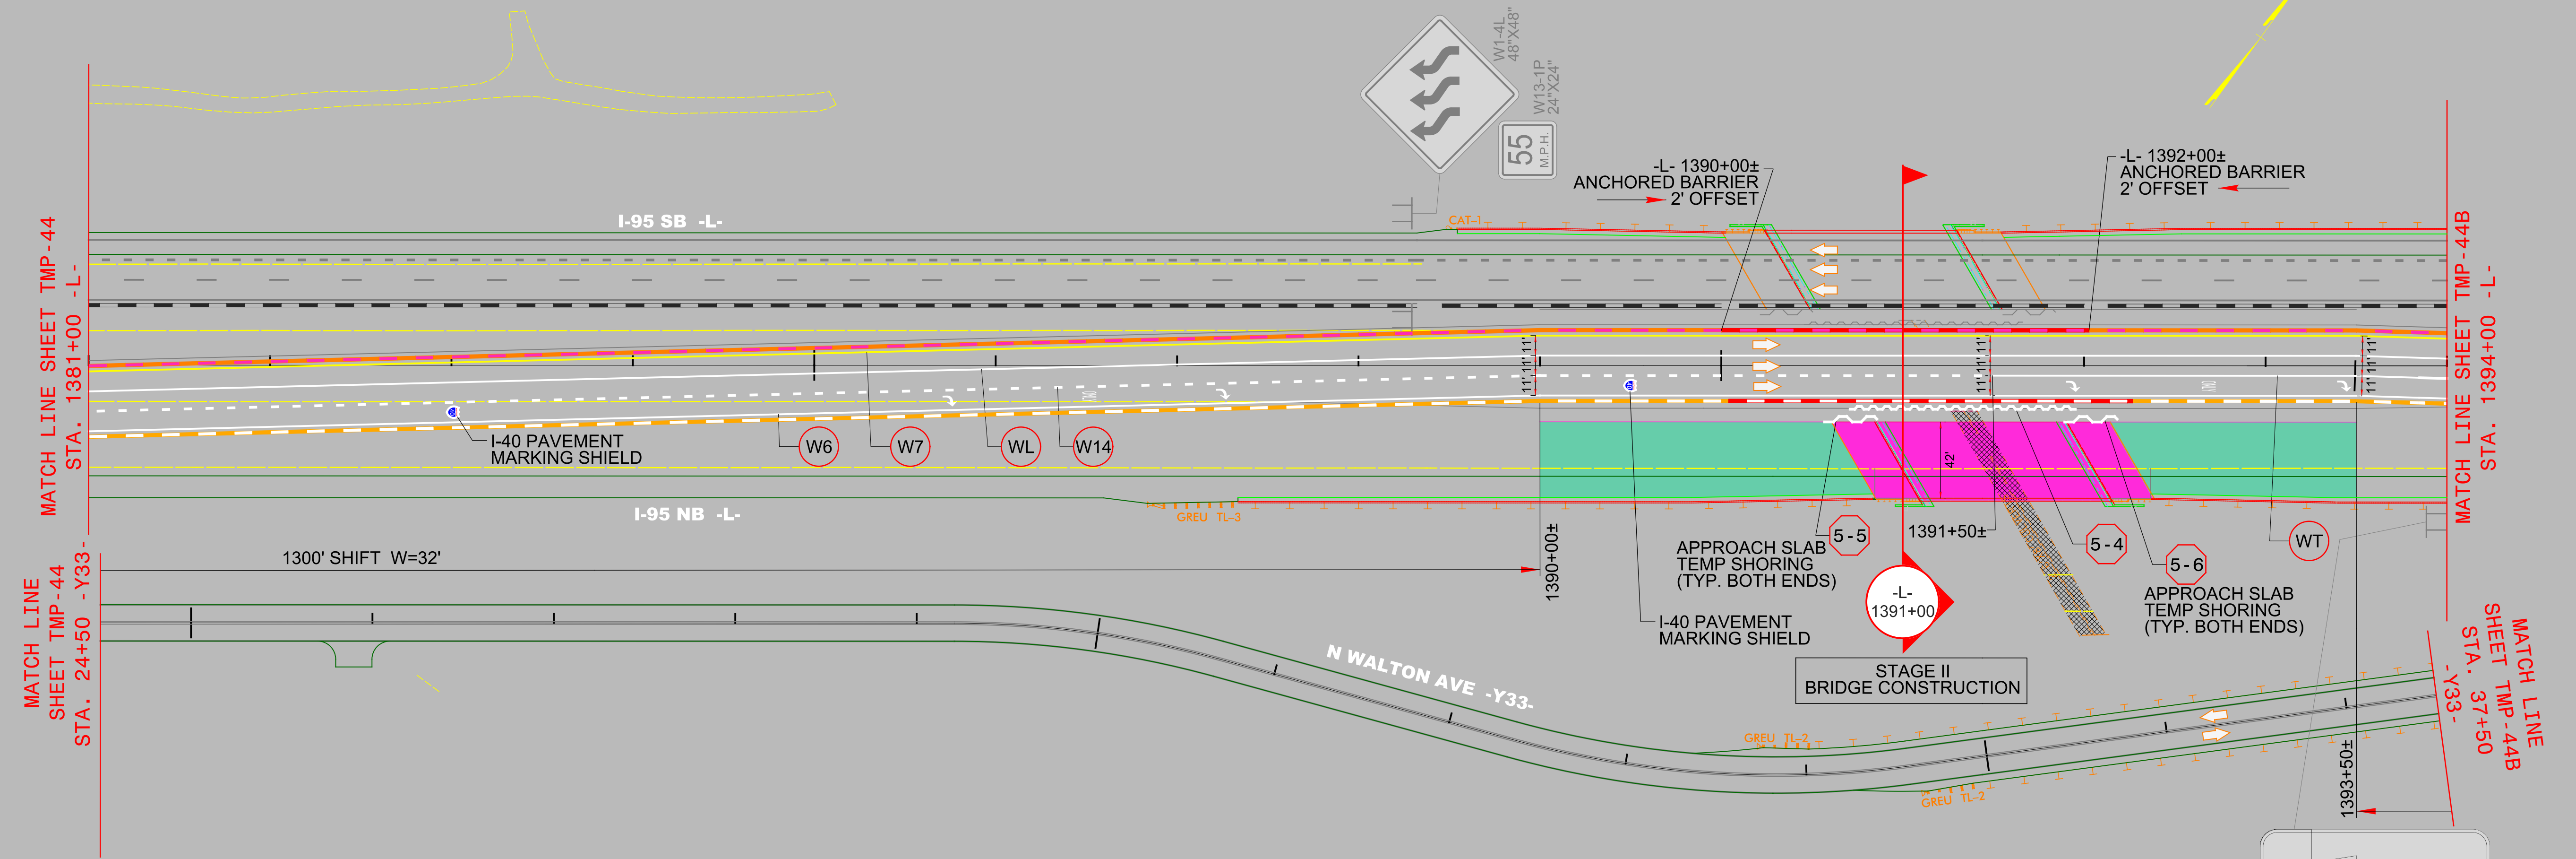 W1-4L
48"X48"
W13-1P
24"X24"
55
M.P.H.
MATCH LINE SHEET TMP-44
STA. 1381+00 -L-
I-95 SB -L-
CAT-1
-L- 1390+00±
ANCHORED BARRIER
2' OFFSET
-L- 1392+00±
ANCHORED BARRIER
2' OFFSET
MATCH LINE SHEET TMP-44B
STA. 1394+00 -L-
11' 11' 11'
11' 11' 11'
11' 11' 11'
I-40 PAVEMENT
MARKING SHIELD
W6
W7
WL
W14
I-95 NB -L-
GREU TL-3
42'
5-5
1391+50±
5-4
5-6
WT
APPROACH SLAB
TEMP SHORING
(TYP. BOTH ENDS)
APPROACH SLAB
TEMP SHORING
(TYP. BOTH ENDS)
1300' SHIFT W=32'
1390+00±
-L-
1391+00
I-40 PAVEMENT
MARKING SHIELD
STAGE II
BRIDGE CONSTRUCTION
MATCH LINE
SHEET TMP-44
STA. 24+50 -Y33-
N WALTON AVE -Y33-
GREU TL-2
GREU TL-2
1393+50±
MATCH LINE
SHEET TMP-44B
STA. 37+50
-Y33-